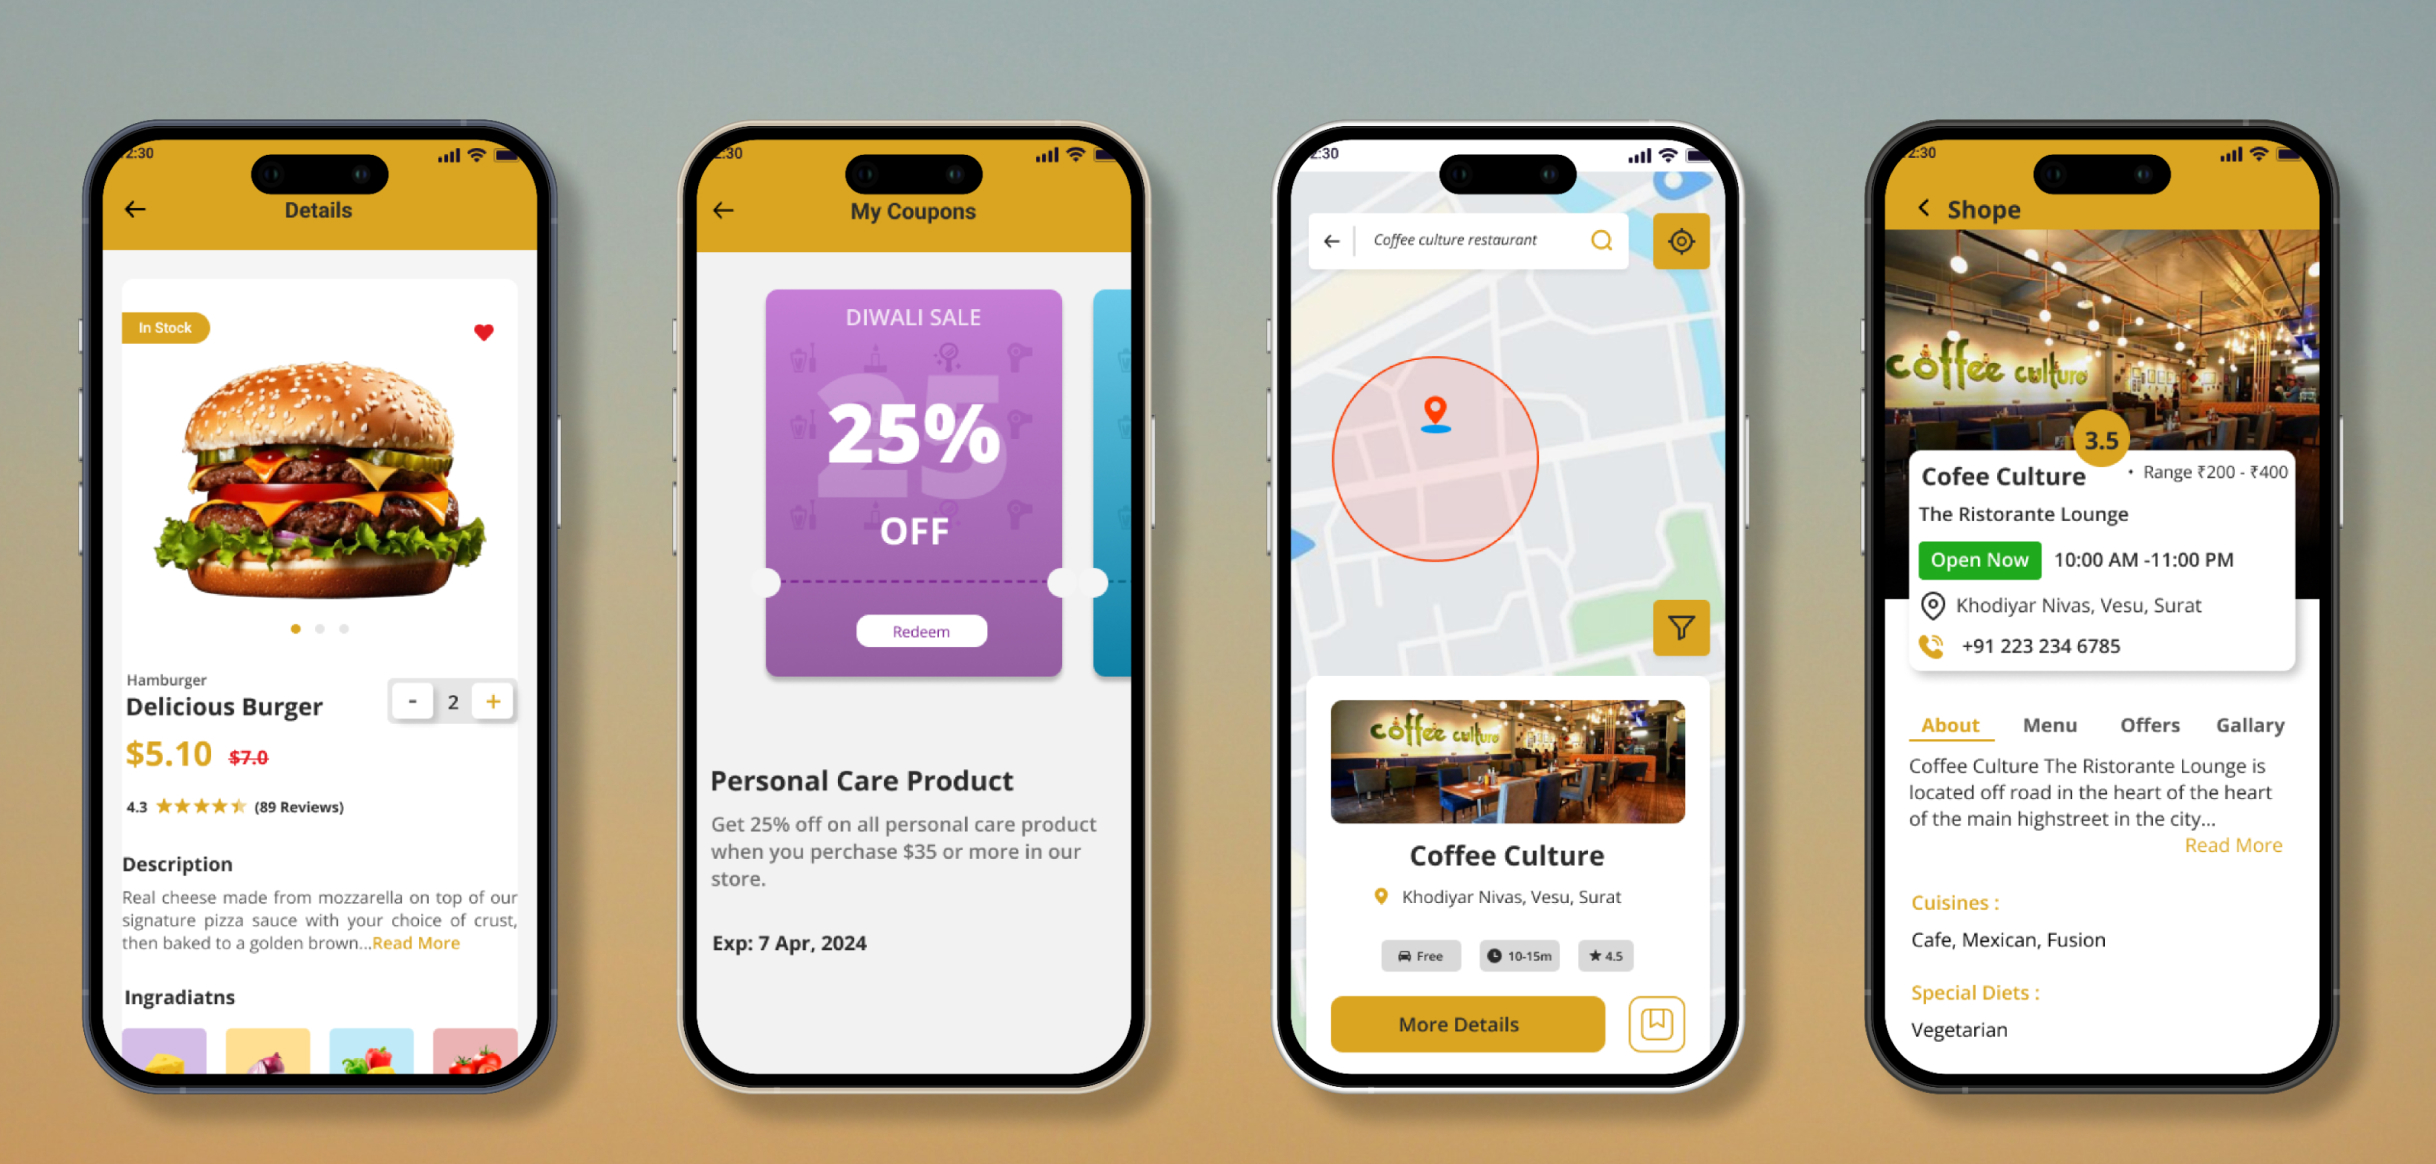 2:30
Details
In Stock
Hamburger
Delicious Burger
- 2 +
$5.10 $7.0
4.3 (89 Reviews)
Description
Real cheese made from mozzarella on top of our
signature pizza sauce with your choice of crust,
then baked to a golden brown...Read More
Ingradiatns
:30
My Coupons
DIWALI SALE
25
25%
OFF
Redeem
Personal Care Product
Get 25% off on all personal care product
when you perchase $35 or more in our
store.
Exp: 7 Apr, 2024
:30
Coffee culture restaurant
coffee culture
Coffee Culture
Khodiyar Nivas, Vesu, Surat
Free 10-15m 4.5
More Details
2:30
Shope
coffee culture
3.5
Cofee Culture • Range ₹200 - ₹400
The Ristorante Lounge
Open Now 10:00 AM -11:00 PM
Khodiyar Nivas, Vesu, Surat
+91 223 234 6785
About Menu Offers Gallary
Coffee Culture The Ristorante Lounge is
located off road in the heart of the heart
of the main highstreet in the city...
Read More
Cuisines :
Cafe, Mexican, Fusion
Special Diets :
Vegetarian